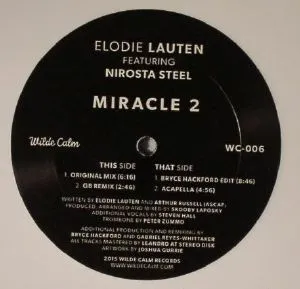 ELODIE LAUTEN
FEATURING
NIROSTA STEEL
MIRACLE 2
Wilde Calm
WC-006
THIS SIDE
1. ORIGINAL MIX (6:16)
2. GB REMIX (2:46)
THAT SIDE
1. BRYCE HACKFORD EDIT (8:46)
2. ACAPELLA (4:56)
WRITTEN BY ELODIE LAUTEN AND ARTHUR RUSSELL (ASCAP)
PRODUCED, ARRANGED AND MIXED BY SKOOBY LAPOSKY
ADDITIONAL VOCALS BY STEVEN HALL
TROMBONE BY PETER ZUMMO
ADDITIONAL PRODUCTION AND REMIXING BY
BRYCE HACKFORD AND GABRIEL REYES-WHITTAKER
ALL TRACKS MASTERED BY LEANDRO AT STEREO DISK
ARTWORK BY JOSHUA GURRIE
2015 WILDE CALM RECORDS
WWW.WILDECALM.COM